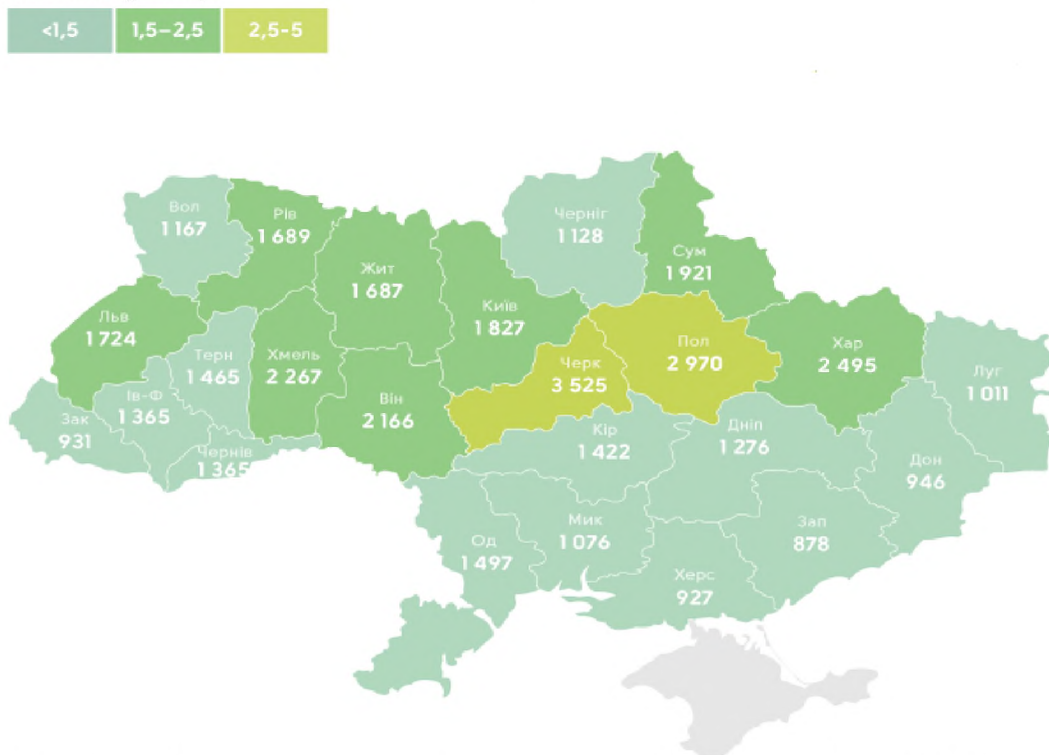 <1,5
1,5–2,5
2,5-5
Вол
1 167
Рів
1 689
Жит
1 687
Київ
1 827
Черніг
1 128
Сум
1 921
Льв
1 724
Терн
1 465
Хмель
2 267
Він
2 166
Черк
3 525
Пол
2 970
Хар
2 495
Луг
1 011
Зак
931
Ів-Ф
1 365
Чернів
1 365
Кір
1 422
Дніп
1 276
Дон
946
Од
1 497
Мик
1 076
Зап
878
Херс
927